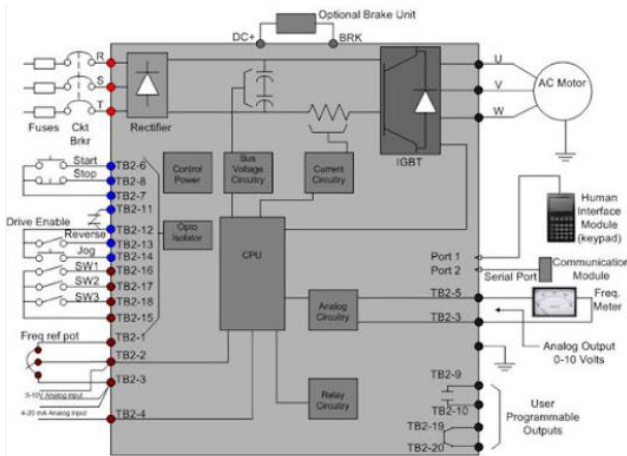 Optional Brake Unit
DC+
BRK
R
S
T
Fuses
Ckt
Brkr
Rectifier
IGBT
U
V
W
AC Motor
Start
Stop
TB2-6
TB2-8
TB2-7
TB2-11
Drive Enable
TB2-12
Reverse
TB2-13
Jog
TB2-14
SW1
TB2-16
SW2
TB2-17
SW3
TB2-18
TB2-15
TB2-1
Freq ref pot
TB2-2
TB2-3
0-10V Analog input
4-20 mA Analog Input
TB2-4
Control
Power
Opto
Isolator
Bus
Voltage
Circuitry
Current
Circuitry
CPU
Analog
Circuitry
Relay
Circuitry
Human
Interface
Module
(keypad)
Port 1
Port 2
Serial Port
Communication
Module
TB2-5
TB2-3
Freq.
Meter
Analog Output
0-10 Volts
TB2-9
TB2-10
TB2-19
TB2-20
User
Programmable
Outputs